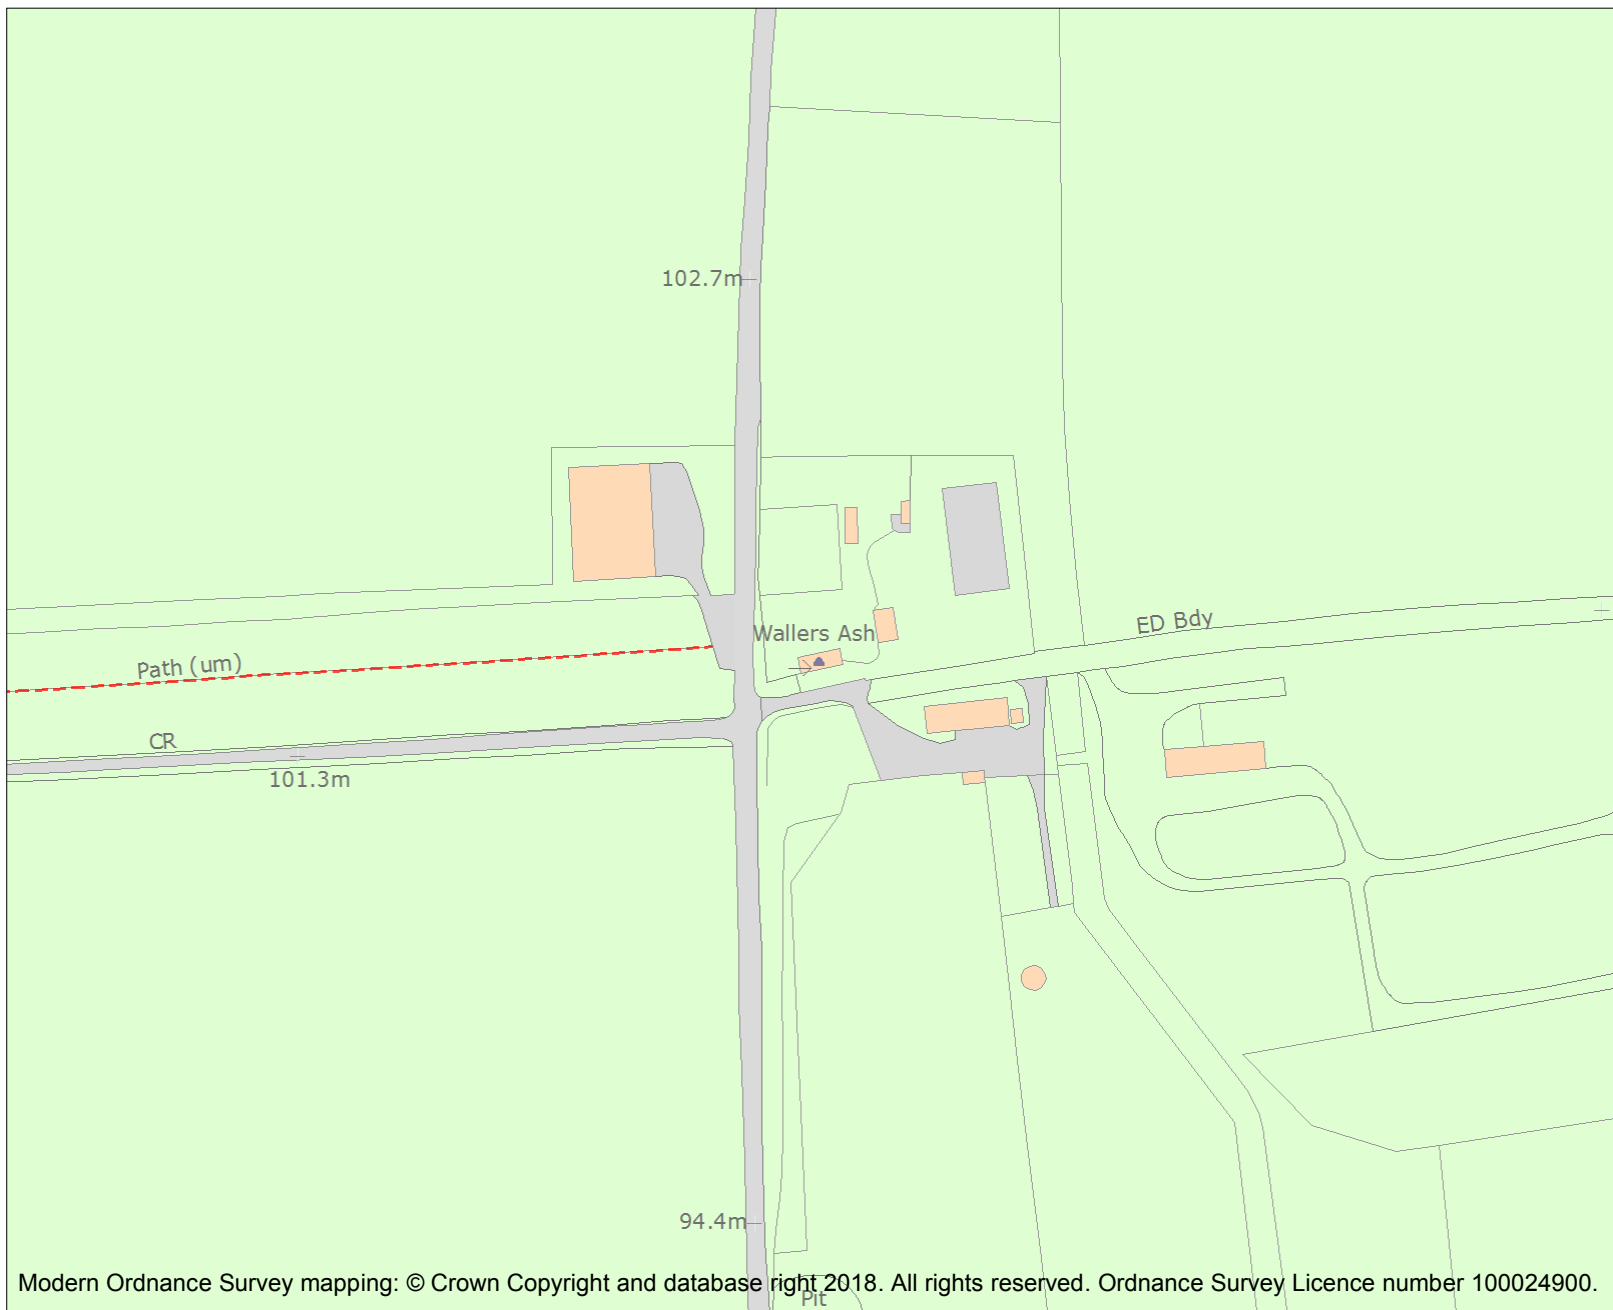 102.7m
Wallers Ash
ED Bdy
Path (um)
CR
101.3m
94.4m
Modern Ordnance Survey mapping: © Crown Copyright and database right 2018. All rights reserved. Ordnance Survey Licence number 100024900.
Pit